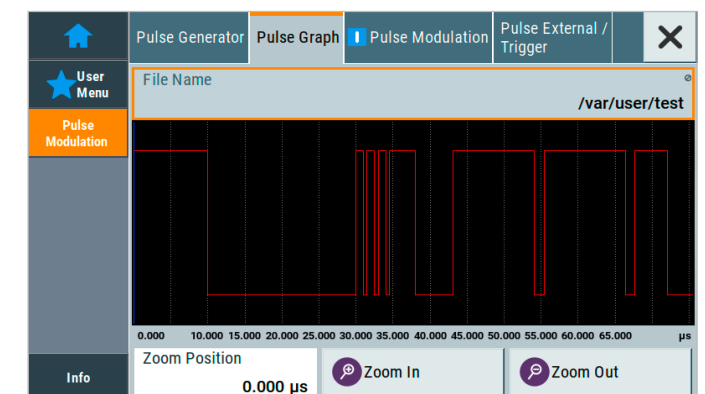 Pulse Generator
Pulse Graph
Pulse Modulation
Pulse External /
Trigger
User
Menu
File Name
/var/user/test
Pulse
Modulation
0.000 10.000 15.000 20.000 25.000 30.000 35.000 40.000 45.000 50.000 55.000 60.000 65.000 µs
Zoom Position
0.000 µs
Zoom In
Zoom Out
Info